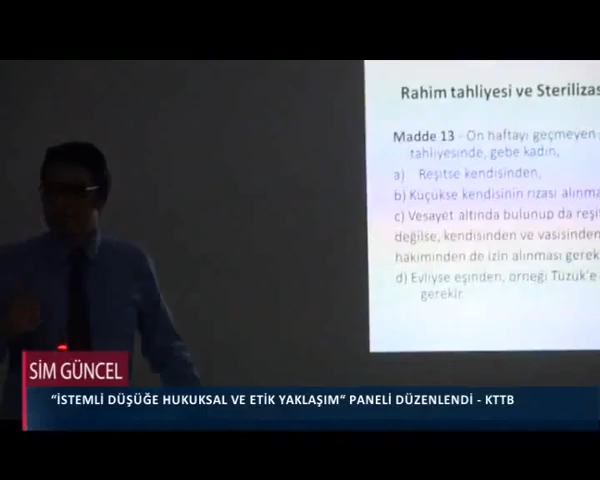 Rahim tahliyesi ve Sterilizas
Madde 13 - On haftayı geçmeyen
tahliyesinde, gebe kadın,
a) Reşitse kendisinden,
b) Küçükse kendisinin rızası alınma
c) Vesayet altında bulunup da reşit
değilse, kendisinden ve vasisinden
hakiminden de izin alınması gerek
d) Evliyse eşinden, örneği Tüzük'e
gerekir.
SİM GÜNCEL
“İSTEMLİ DÜŞÜĞE HUKUKSAL VE ETİK YAKLAŞIM“ PANELİ DÜZENLENDİ - KTTB